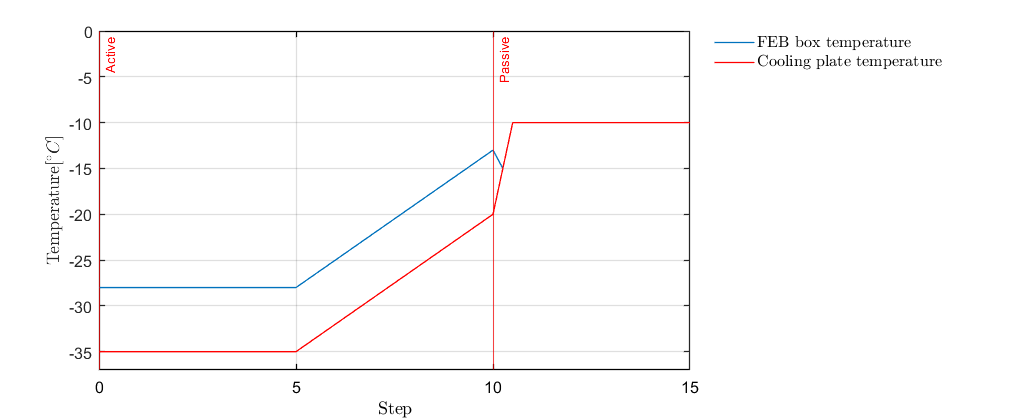 Active
Passive
FEB box temperature
Cooling plate temperature
0
-5
-10
-15
-20
-25
-30
-35
Temperature[°C]
0 5 10 15
Step